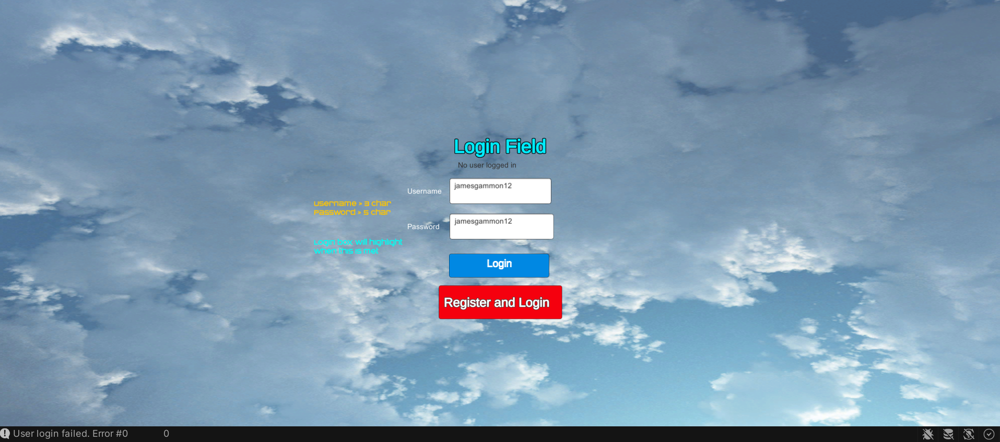 Login Field
No user logged in
Username
jamesgammon12
username > 3 char
Password > 5 char
Password
jamesgammon12
Login box will highlight
when this is met
Login
Register and Login
User login failed. Error #0 0